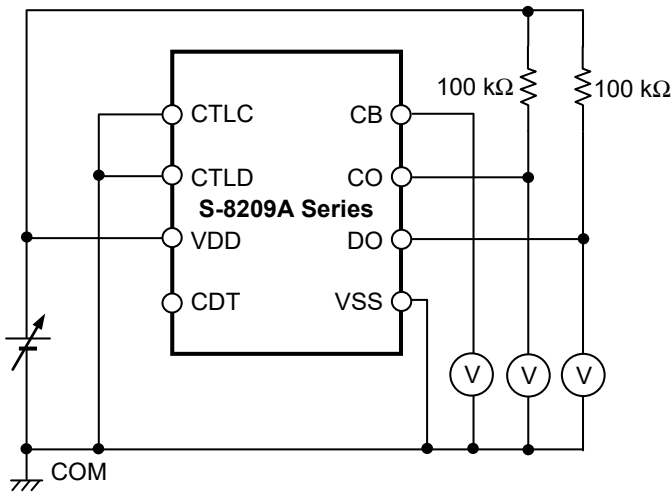 100 kΩ
100 kΩ
CTLC
CB
CTLD
CO
S-8209A Series
VDD
DO
CDT
VSS
V
V
V
COM